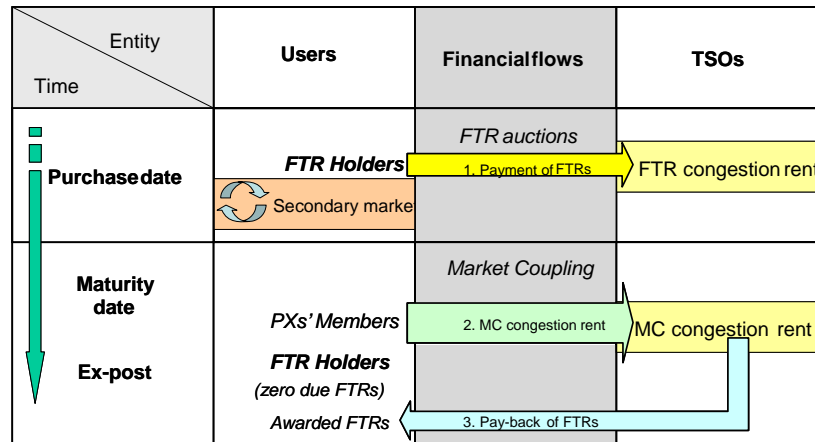 Entity
Time
Users
Financial flows
TSOs
Purchase date
FTR auctions
FTR Holders
1. Payment of FTRs
FTR congestion rent
Secondary market
Maturity
date
Ex-post
Market Coupling
PXs' Members
2. MC congestion rent
MC congestion rent
FTR Holders
(zero due FTRs)
Awarded FTRs
3. Pay-back of FTRs